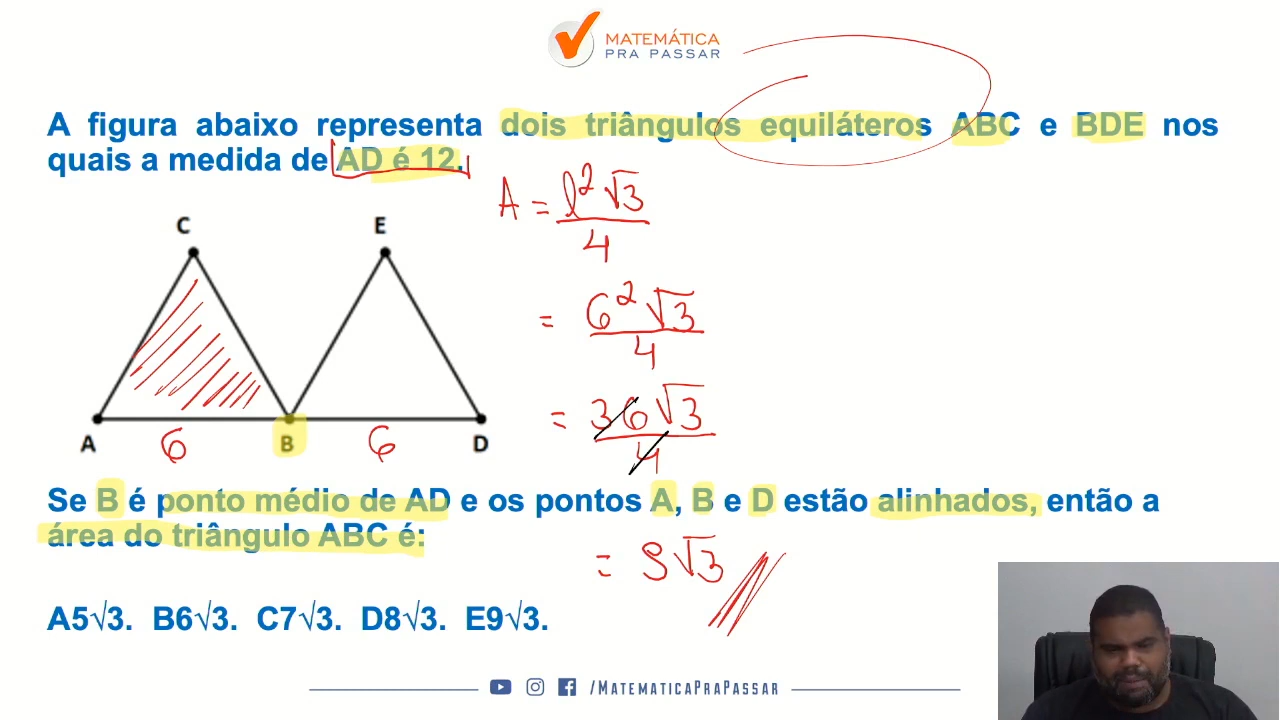 MATEMÁTICA
PRA PASSAR
A figura abaixo representa dois triângulos equiláteros ABC e BDE nos
quais a medida de AD é 12.
A = l²√3
4
= 6²√3
4
= 36√3
4
C
E
A
B
D
6
6
Se B é ponto médio de AD e os pontos A, B e D estão alinhados, então a
área do triângulo ABC é:
= 9√3
A5√3. B6√3. C7√3. D8√3. E9√3.
/MATEMATICAPRAPASSAR